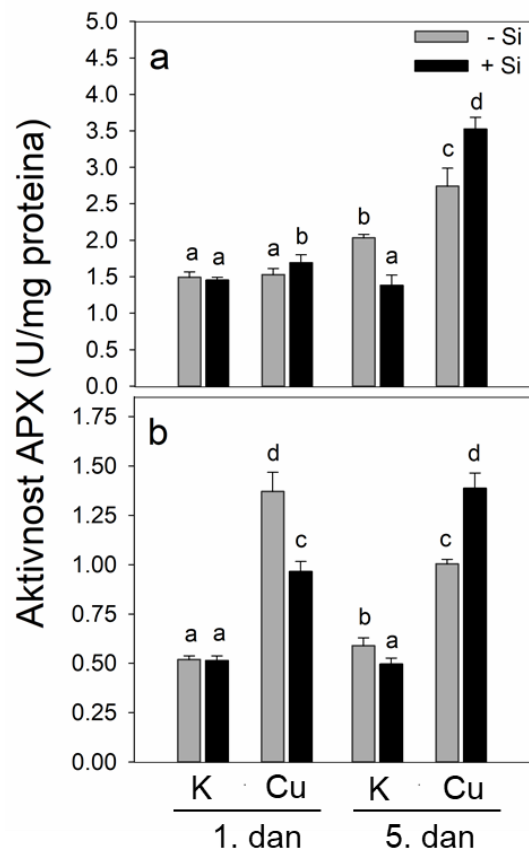 Aktivnost APX (U/mg proteina)
a
- Si
+ Si
5.0
4.5
4.0
3.5
3.0
2.5
2.0
1.5
1.0
0.5
0.0
a a a b b a c d
b
1.75
1.50
1.25
1.00
0.75
0.50
0.25
0.00
a a d c b a c d
K Cu K Cu
1. dan 5. dan